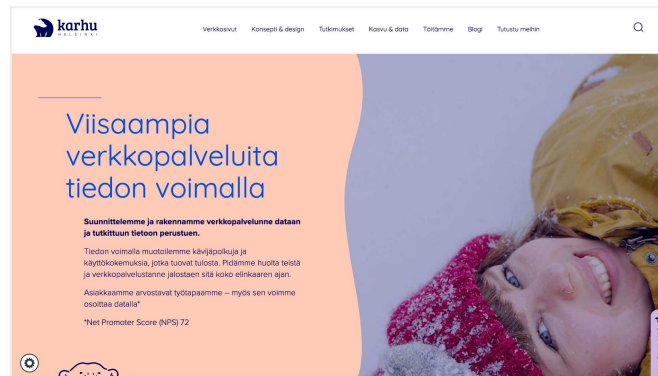 karhu
HELSINKI
Verkkosivut Konsepti & design Tutkimukset Kasvu & data Töitämme Blogi Tutustu meihin
Viisaampia
verkkopalveluita
tiedon voimalla
Suunnittelemme ja rakennamme verkkopalvelunne dataan
ja tutkittuun tietoon perustuen.
Tiedon voimalla muotoilemme kävijäpolkuja ja
käyttökokemuksia, jotka tuovat tulosta. Pidämme huolta teistä
ja verkkopalvelustanne jalostaen sitä koko elinkaaren ajan.
Asiakkaamme arvostavat työtapaamme – myös sen voimme
osoittaa datalla*
*Net Promoter Score (NPS) 72